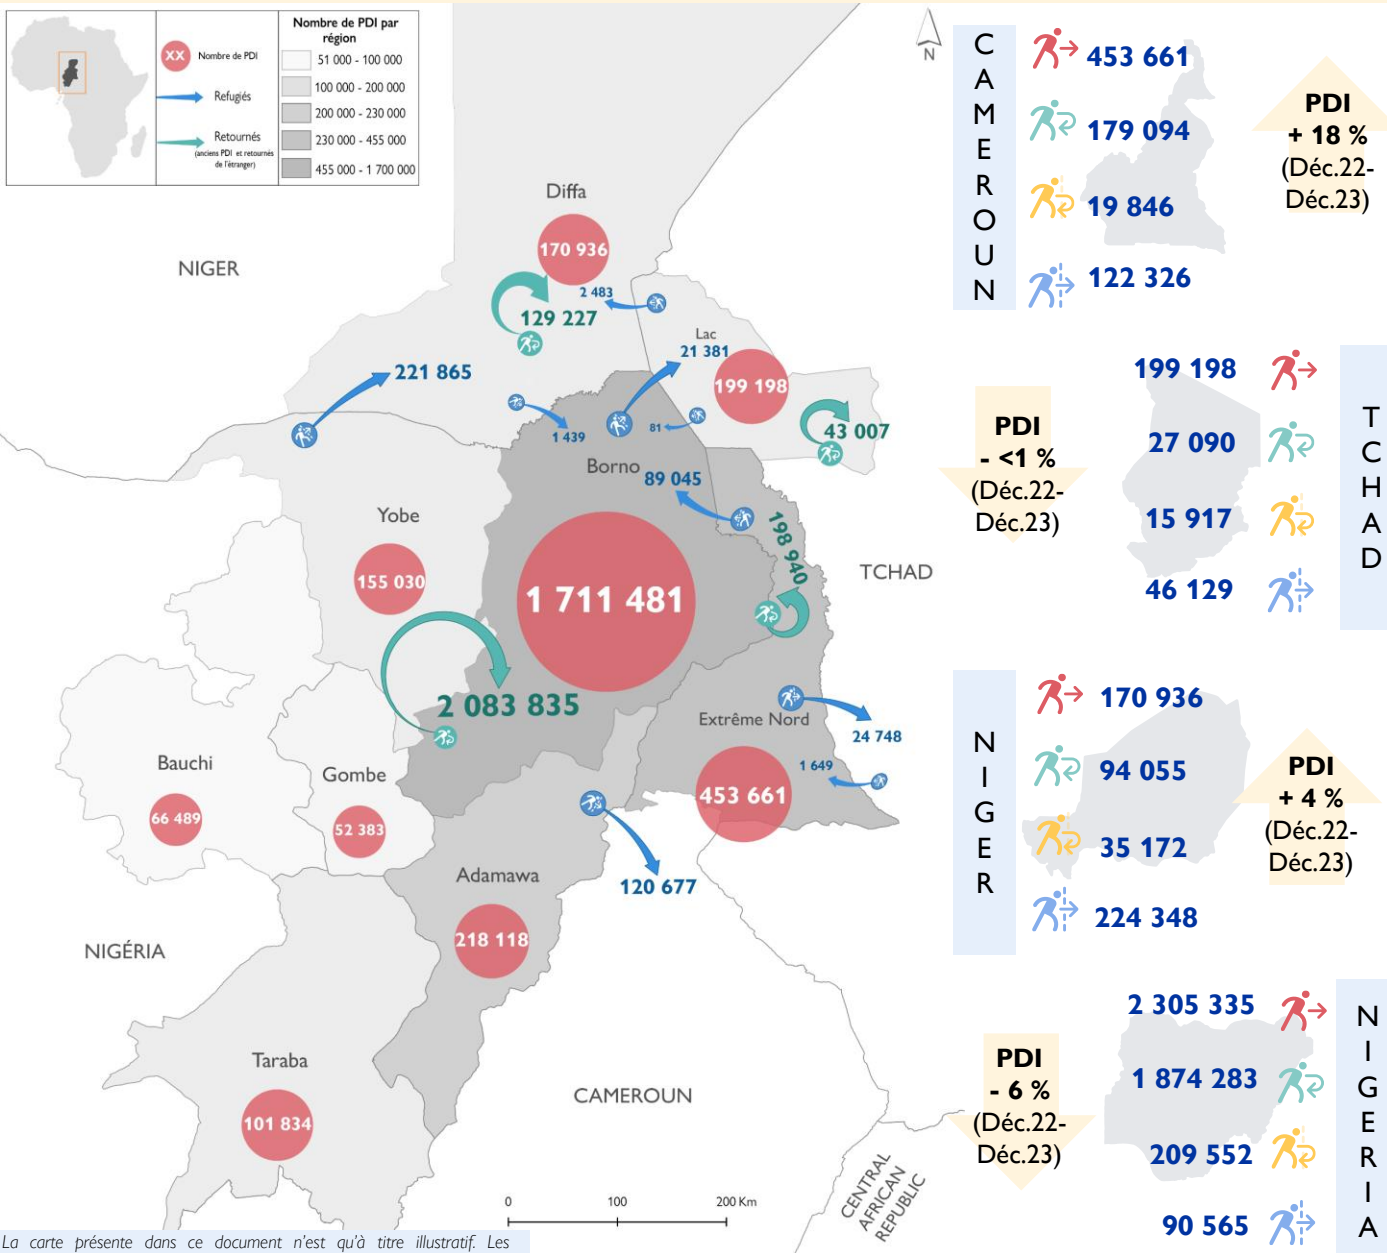 XX
Nombre de PDI
Refugiés
Retournés
(anciens PDI et retournés
de l'étranger)
Nombre de PDI par
région
51 000 - 100 000
100 000 - 200 000
200 000 - 230 000
230 000 - 455 000
455 000 - 1 700 000
N
NIGER
Diffa
170 936
2 483
129 227
Lac
21 381
199 198
221 865
1 439
81
43 007
Borno
89 045
Yobe
198 940
155 030
TCHAD
1 711 481
2 083 835
Extrême Nord
24 748
Bauchi
Gombe
1 649
453 661
66 489
52 383
Adamawa
120 677
218 118
NIGÉRIA
Taraba
CAMEROUN
101 834
CENTRAL
AFRICAN
REPUBLIC
0 100 200 Km
La carte présente dans ce document n'est qu'à titre illustratif. Les
C
A
M
E
R
O
U
N
453 661
179 094
19 846
122 326
PDI
+ 18 %
(Déc.22-
Déc.23)
PDI
- <1 %
(Déc.22-
Déc.23)
199 198
27 090
15 917
46 129
T
C
H
A
D
N
I
G
E
R
170 936
94 055
35 172
224 348
PDI
+ 4 %
(Déc.22-
Déc.23)
PDI
- 6 %
(Déc.22-
Déc.23)
2 305 335
1 874 283
209 552
90 565
N
I
G
E
R
I
A